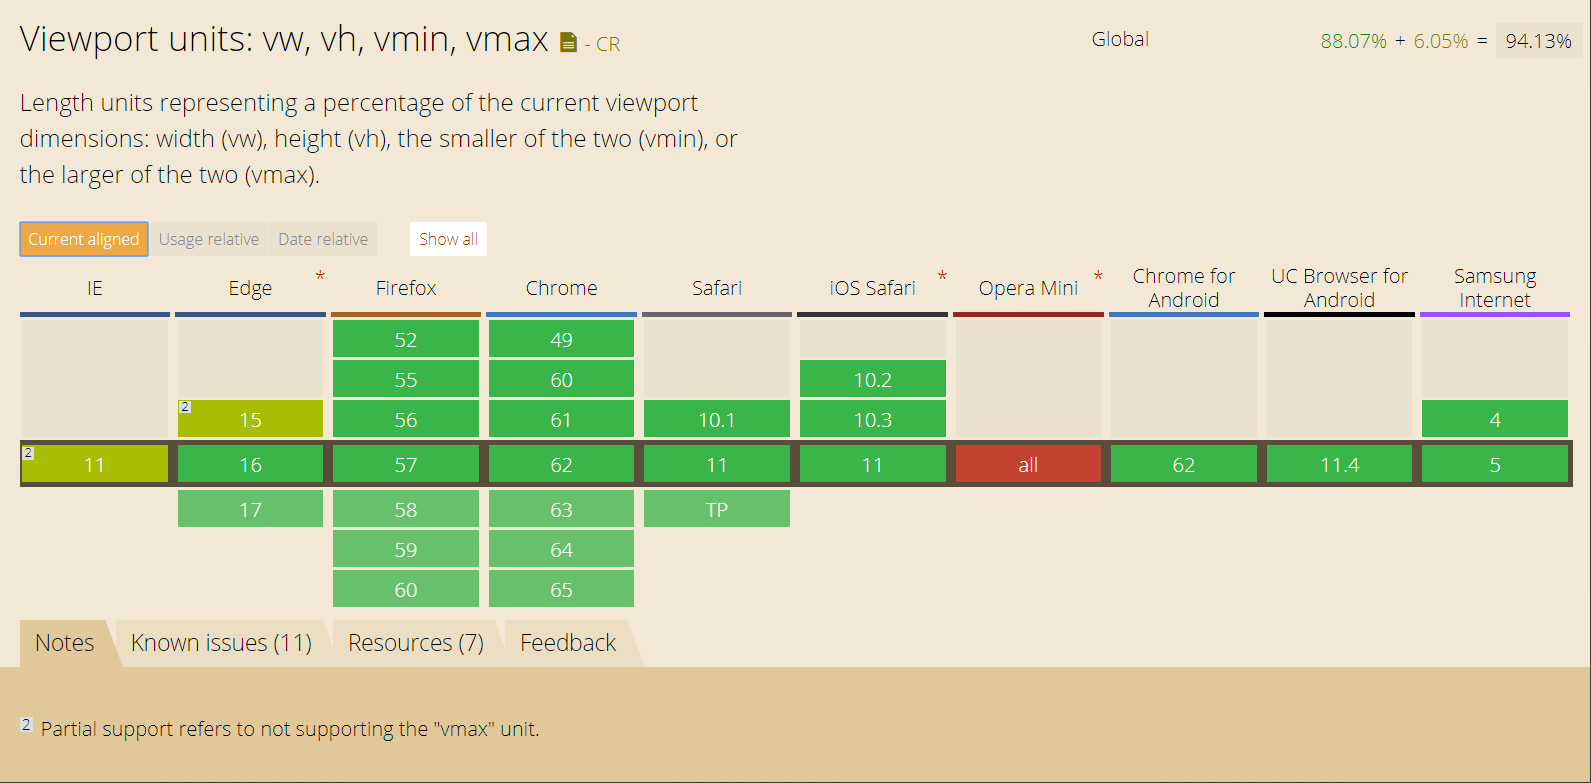 Viewport units: vw, vh, vmin, vmax - CR
Global 88.07% + 6.05% = 94.13%
Length units representing a percentage of the current viewport
dimensions: width (vw), height (vh), the smaller of the two (vmin), or
the larger of the two (vmax).
Current aligned Usage relative Date relative Show all
IE Edge * Firefox Chrome Safari iOS Safari * Opera Mini * Chrome for Android UC Browser for Android Samsung Internet
52 49
55 60 10.2
2 15 56 61 10.1 10.3 4
2 11 16 57 62 11 11 all 62 11.4 5
17 58 63 TP
59 64
60 65
Notes Known issues (11) Resources (7) Feedback
2 Partial support refers to not supporting the "vmax" unit.